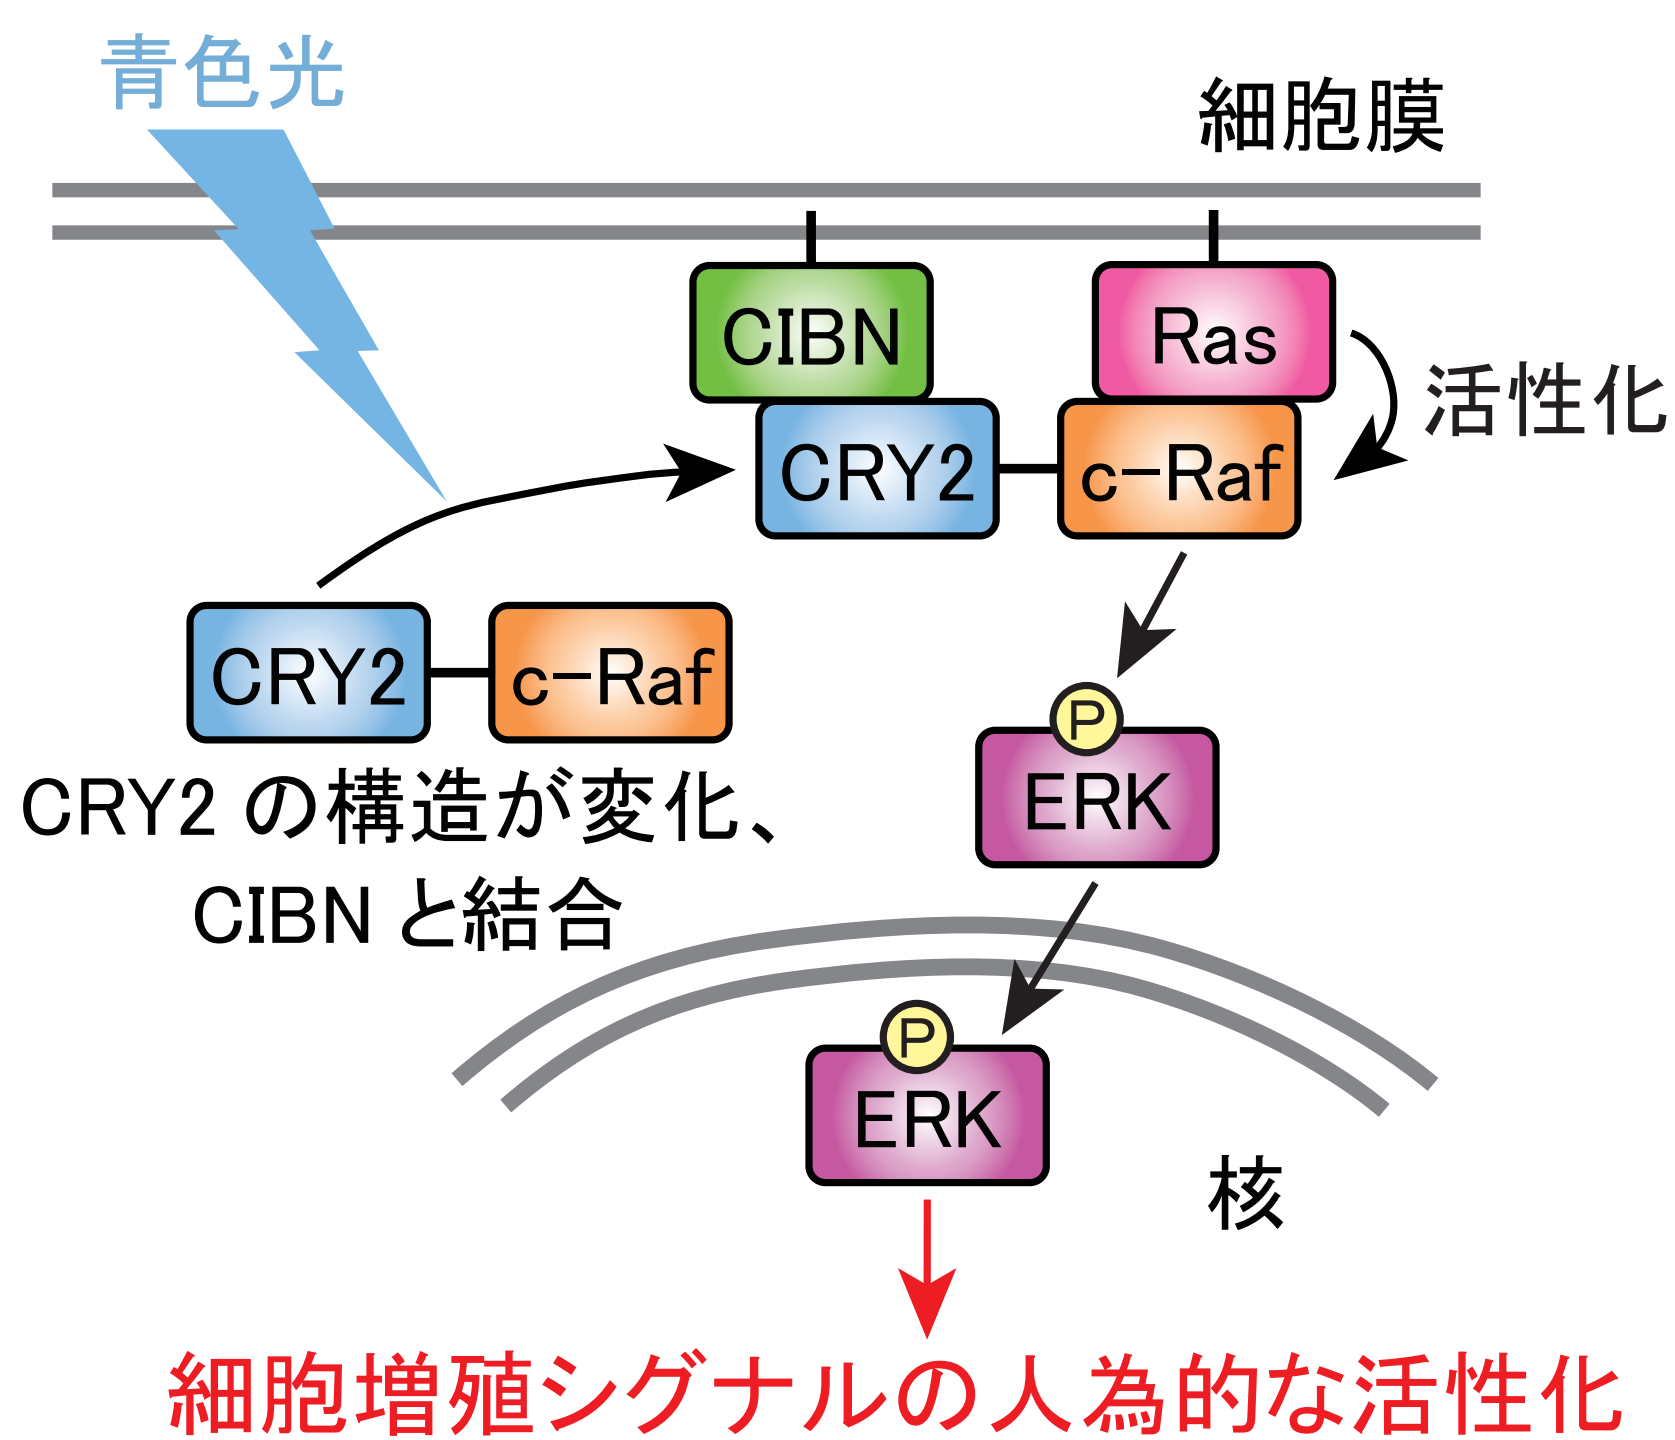 青色光
細胞膜
CIBN
Ras
活性化
CRY2
c-Raf
CRY2
c-Raf
CRY2 の構造が変化、
CIBN と結合
P
ERK
P
ERK
核
細胞増殖シグナルの人為的な活性化